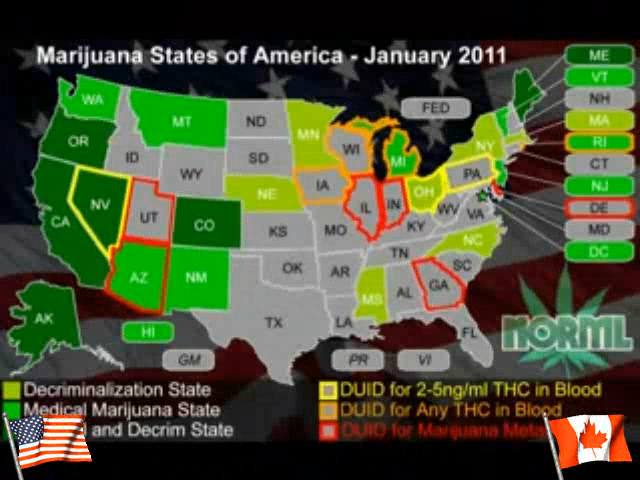 Marijuana States of America - January 2011
ME
WA
VT
FED
MT
ND
NH
MN
MA
OR
ID
SD
WI
NY
RI
WY
MI
CT
PA
IA
NE
OH
NJ
NV
IL
IN
UT
DE
CO
WV
VA
CA
KS
MO
KY
MD
NC
TN
DC
AZ
NM
OK
AR
SC
MS
AL
GA
AK
TX
LA
HI
FL
NORML
GM
PR
VI
Decriminalization State
DUID for 2-5ng/ml THC in Blood
Medical Marijuana State
DUID for Any THC in Blood
and Decrim State
DUID for Marijuana